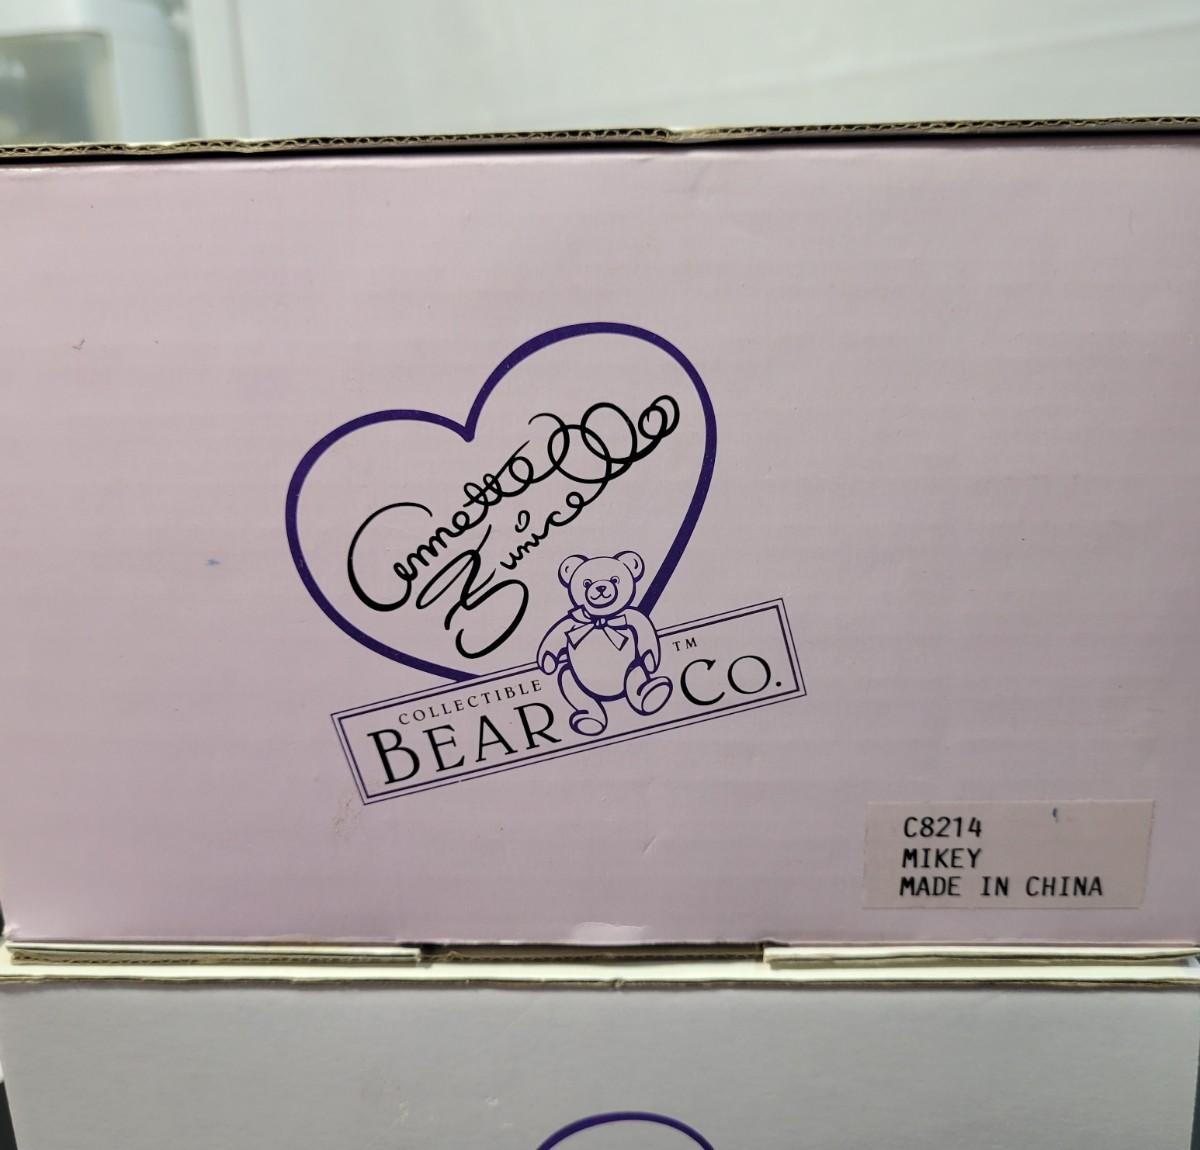 Annette
Funicello
COLLECTIBLE
BEAR CO.™
C8214
MIKEY
MADE IN CHINA